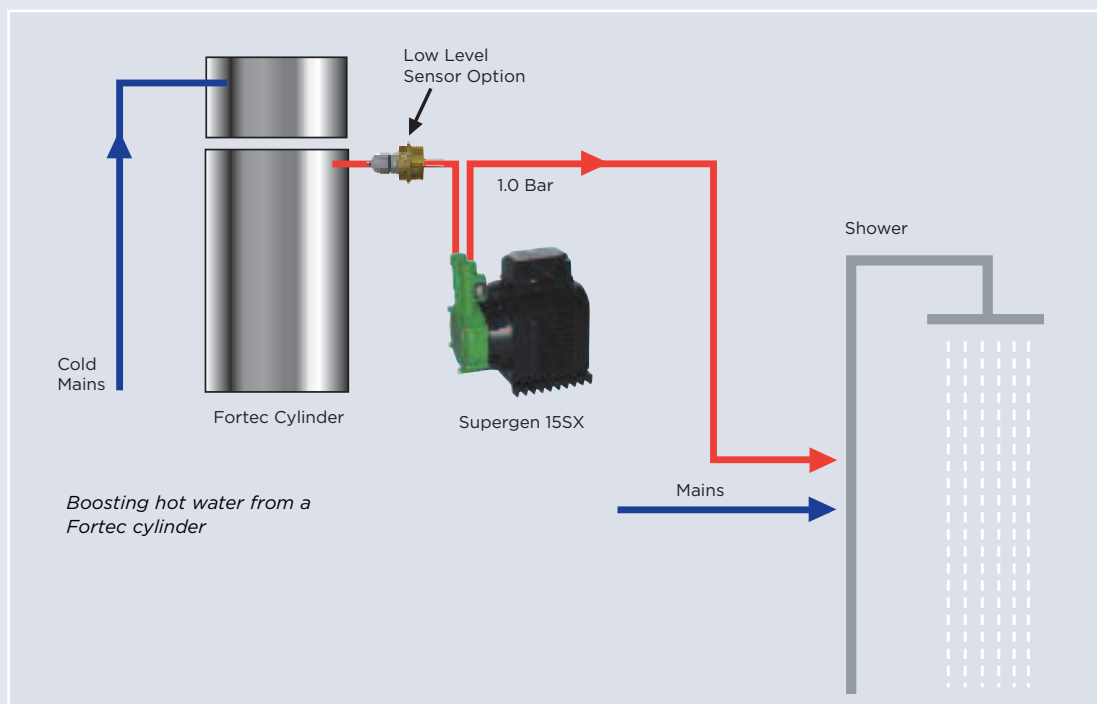 Low Level
Sensor Option
1.0 Bar
Shower
Cold
Mains
Fortec Cylinder
Supergen 15SX
Mains
Boosting hot water from a
Fortec cylinder